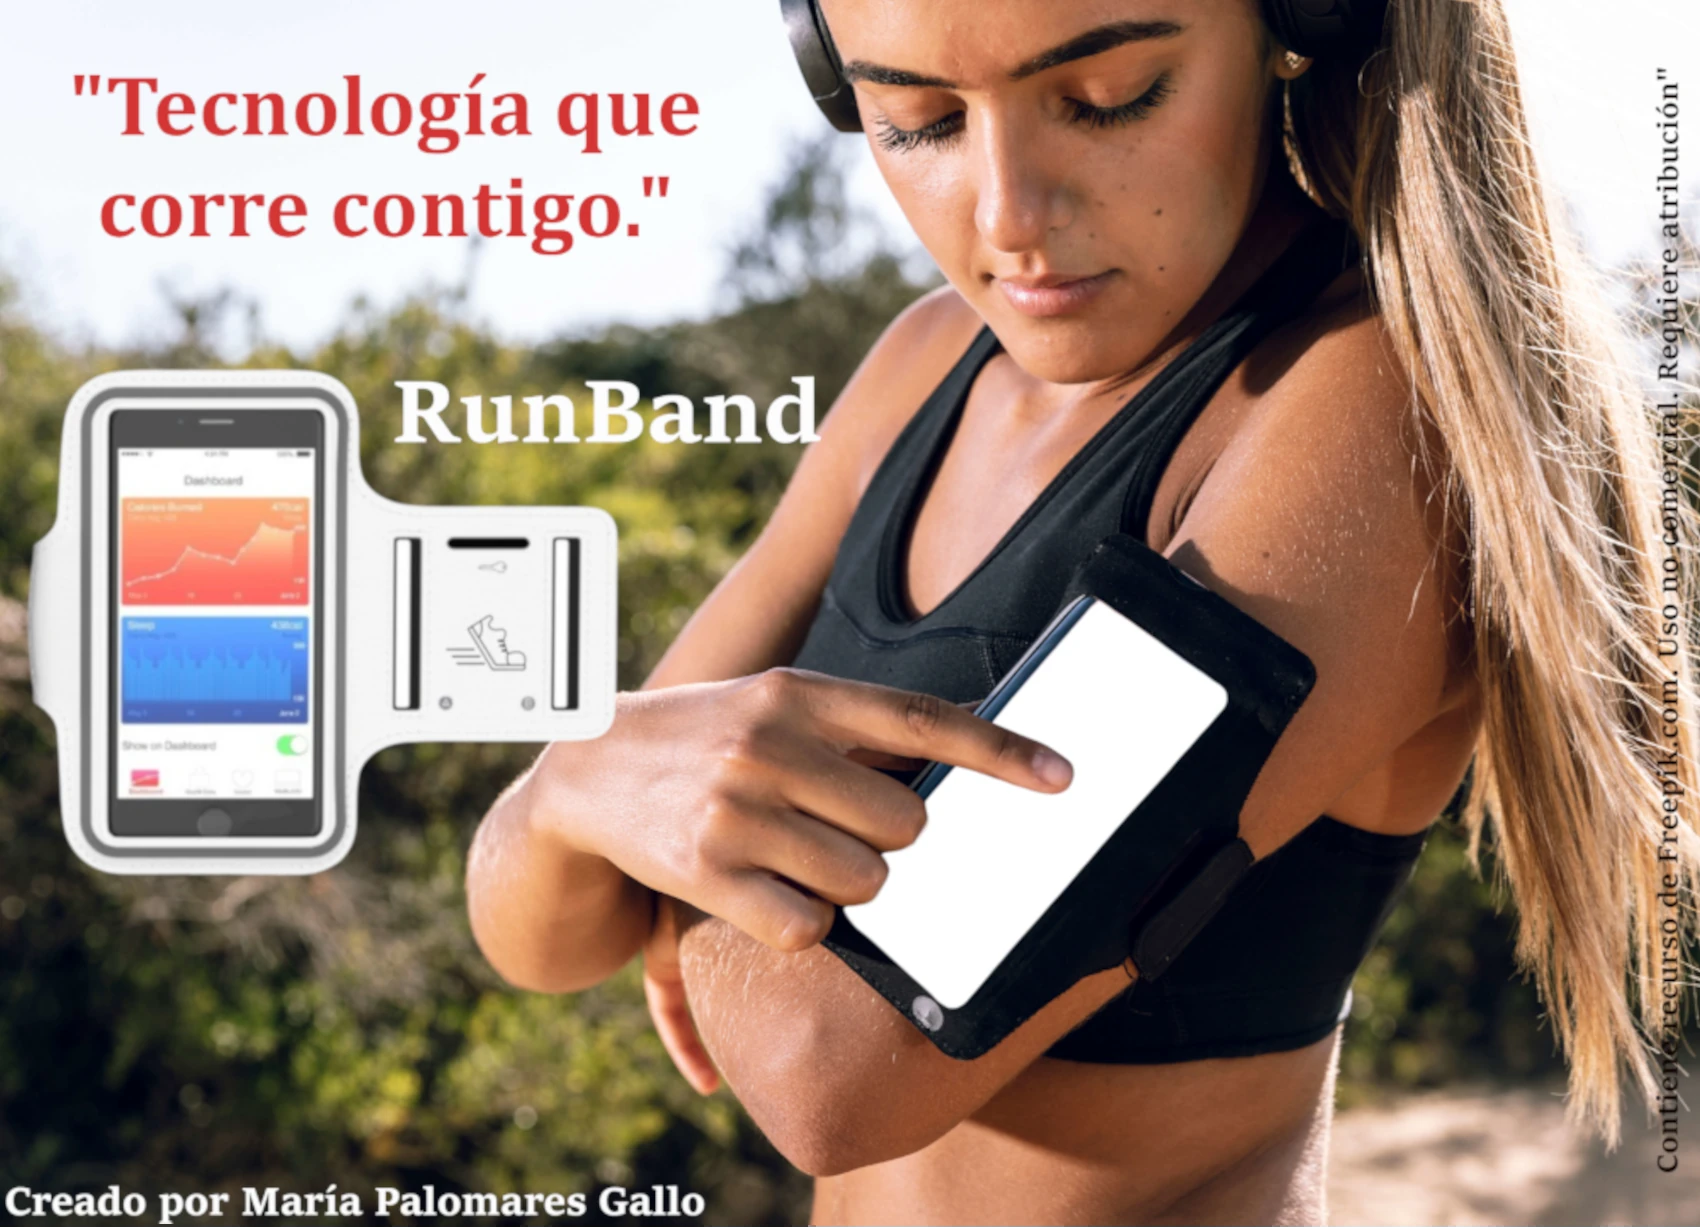 "Tecnología que
corre contigo."
RunBand
Dashboard
Calories Burned
Sleep
Show on Dashboard
Creado por María Palomares Gallo
Contiene recurso de Freepik.com. Uso no comercial. Requiere atribución"